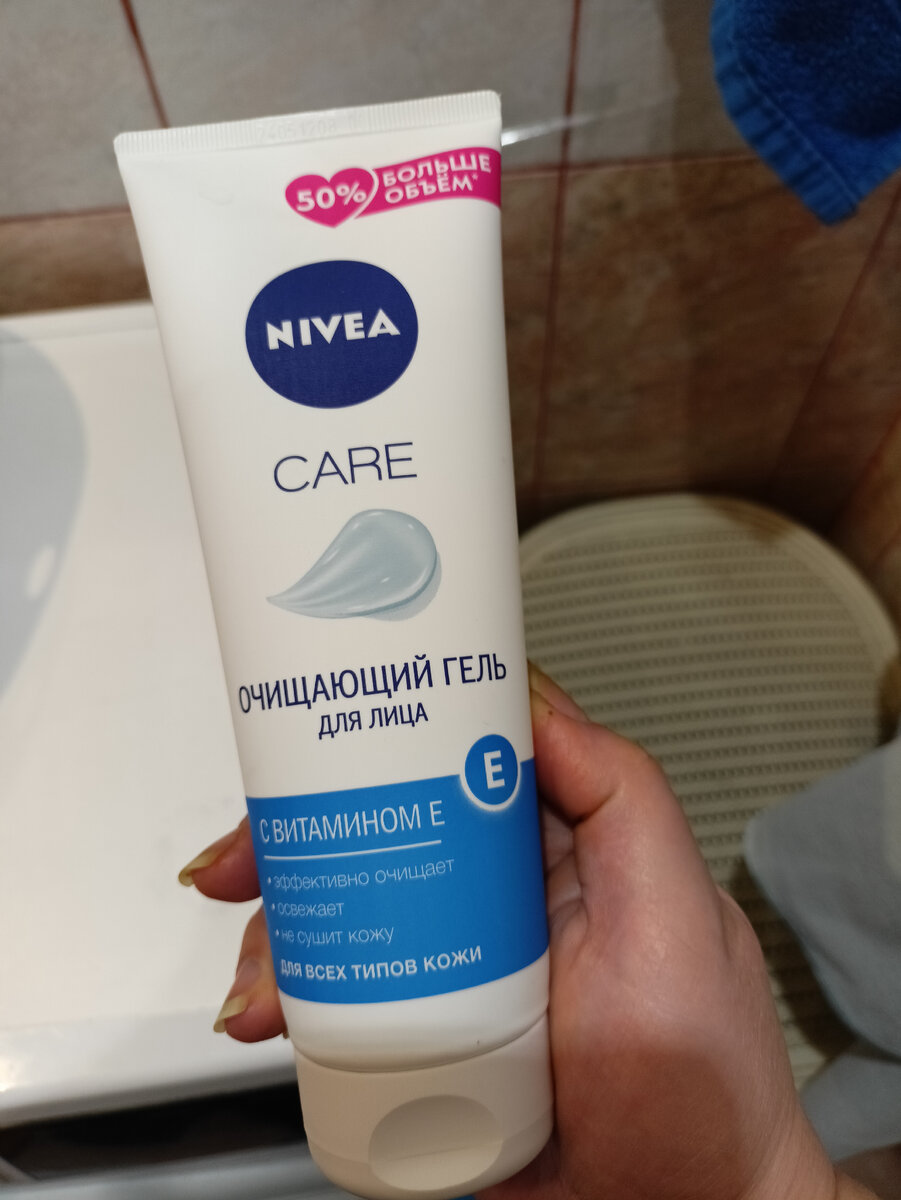 50% БОЛЬШЕ
ОБЪЁМ*
NIVEA
CARE
ОЧИЩАЮЩИЙ ГЕЛЬ
ДЛЯ ЛИЦА
E
С ВИТАМИНОМ Е
• эффективно очищает
• освежает
• не сушит кожу
ДЛЯ ВСЕХ ТИПОВ КОЖИ